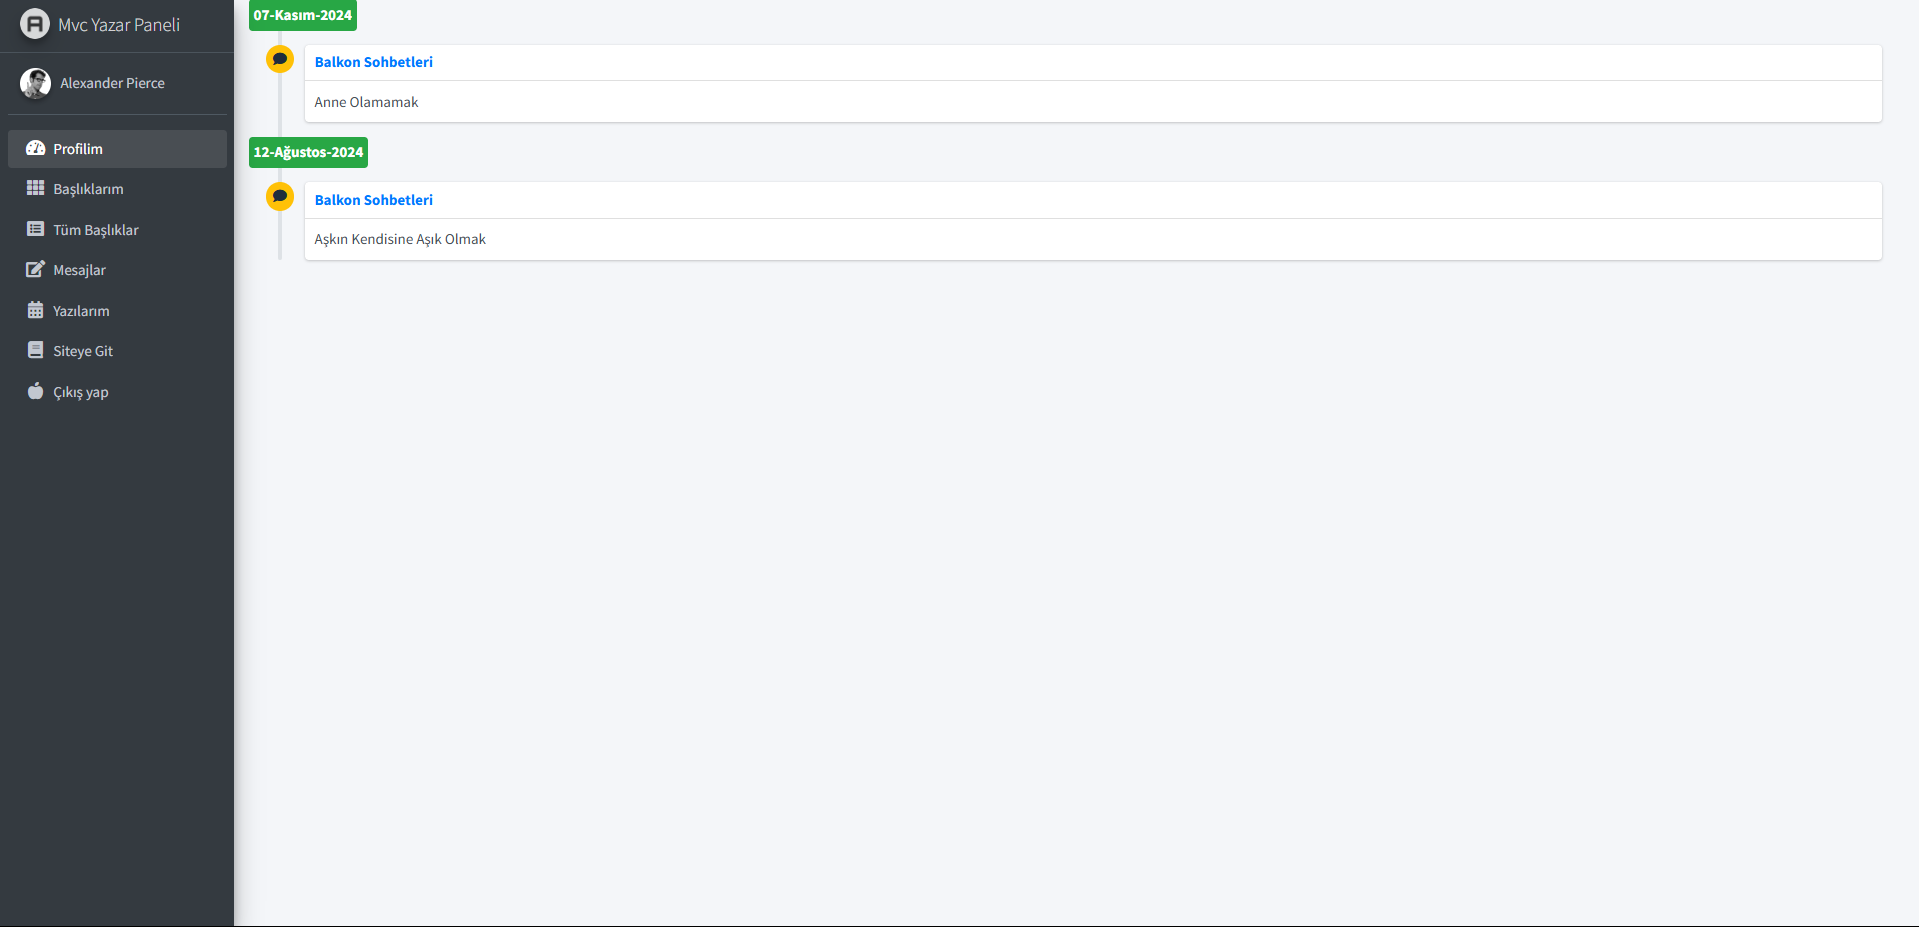 Mvc Yazar Paneli
Alexander Pierce
Profilim
Başlıklarım
Tüm Başlıklar
Mesajlar
Yazılarım
Siteye Git
Çıkış yap
07-Kasım-2024
Balkon Sohbetleri
Anne Olamamak
12-Ağustos-2024
Balkon Sohbetleri
Aşkın Kendisine Aşık Olmak